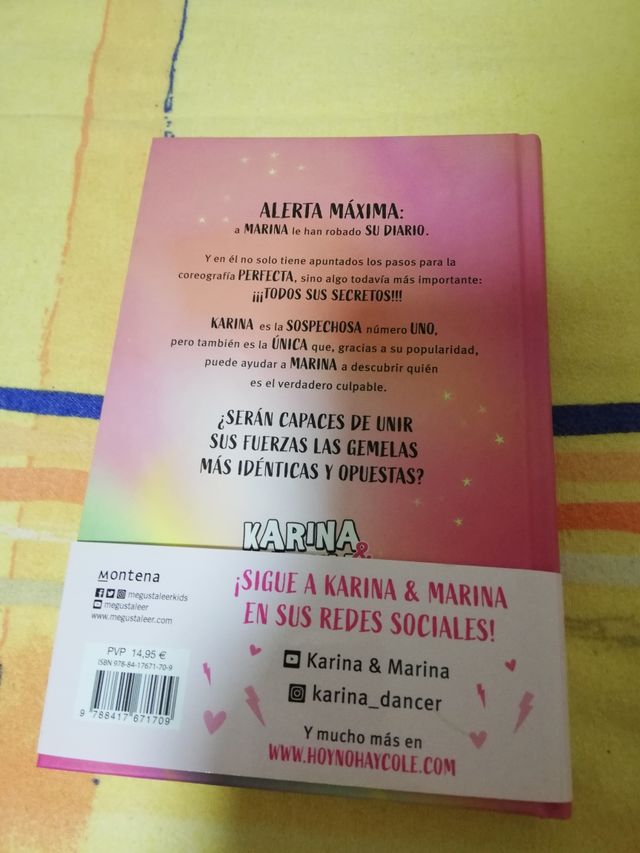 ALERTA MÁXIMA:
a MARINA le han robado SU DIARIO.
Y en él no solo tiene apuntados los pasos para la
coreografía PERFECTA, sino algo todavía más importante:
¡¡¡TODOS SUS SECRETOS!!!
KARINA es la SOSPECHOSA número UNO,
pero también es la ÚNICA que, gracias a su popularidad,
puede ayudar a MARINA a descubrir quién
es el verdadero culpable.
¿SERÁN CAPACES DE UNIR
SUS FUERZAS LAS GEMELAS
MÁS IDÉNTICAS Y OPUESTAS?
KARINA &
Montena
megustaleerkids
megustaleer
www.megustaleer.com
PVP 14,95 €
ISBN 978-84-17671-70-9
9 788417 671709
¡SIGUE A KARINA & MARINA
EN SUS REDES SOCIALES!
Karina & Marina
karina_dancer
Y mucho más en
WWW.HOYNOHAYCOLE.COM